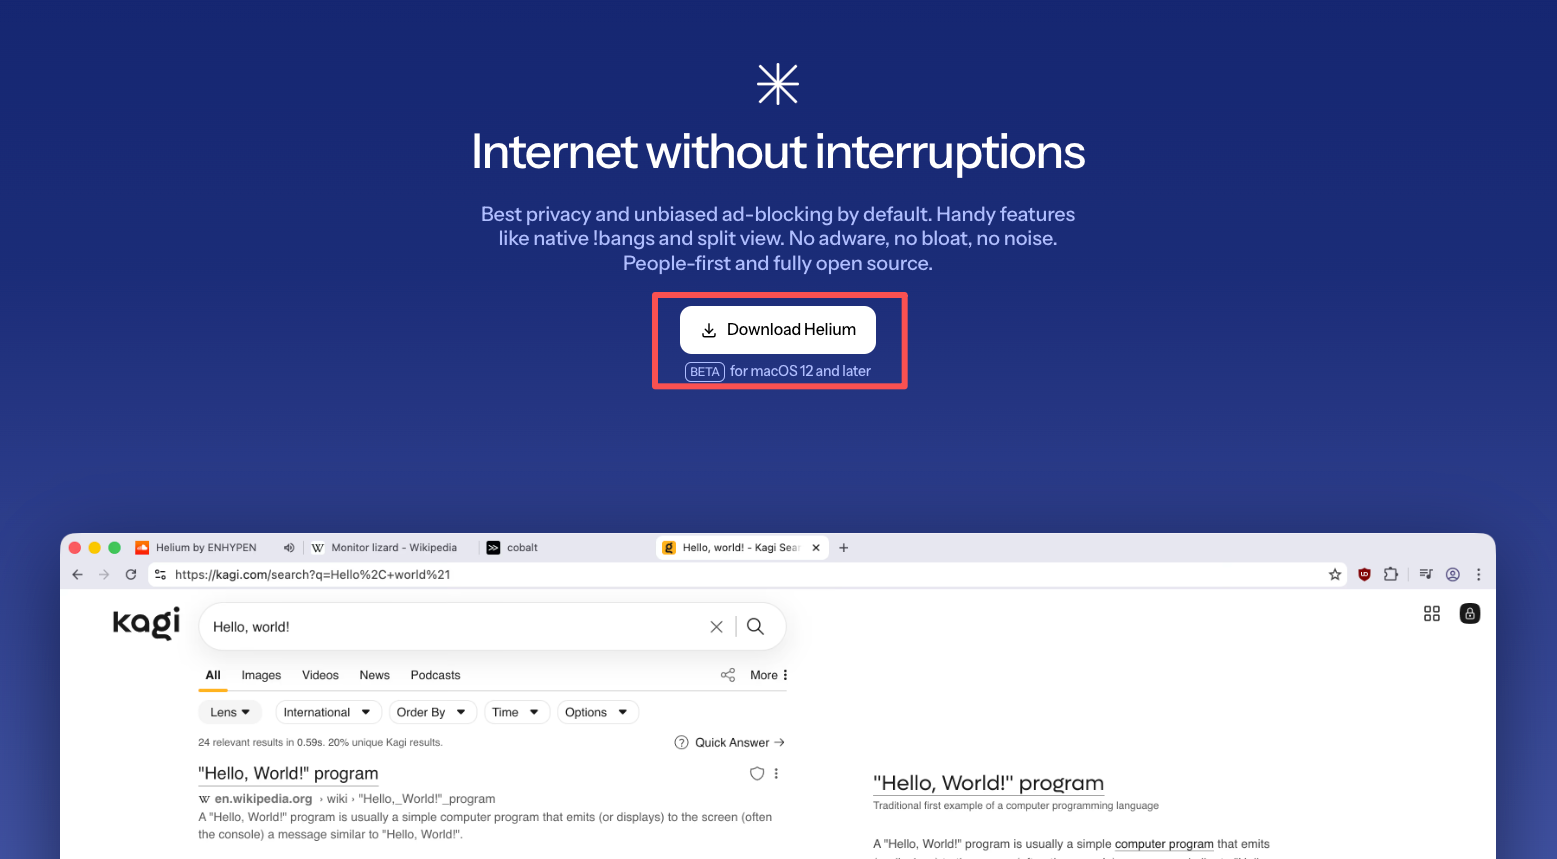 Internet without interruptions
Best privacy and unbiased ad-blocking by default. Handy features
like native !bangs and split view. No adware, no bloat, no noise.
People-first and fully open source.
Download Helium
BETA for macOS 12 and later
Helium by ENHYPEN
Monitor lizard - Wikipedia
cobalt
Hello, world! - Kagi Sear
https://kagi.com/search?q=Hello%2C+world%21
kagi
Hello, world!
All Images Videos News Podcasts More
Lens International Order By Time Options
24 relevant results in 0.59s. 20% unique Kagi results.
Quick Answer
"Hello, World!" program
en.wikipedia.org › wiki › "Hello,_World!"_program
A "Hello, World!" program is usually a simple computer program that emits (or displays) to the screen (often
the console) a message similar to "Hello, World!".
"Hello, World!" program
Traditional first example of a computer programming language
A "Hello, World!" program is usually a simple computer program that emits